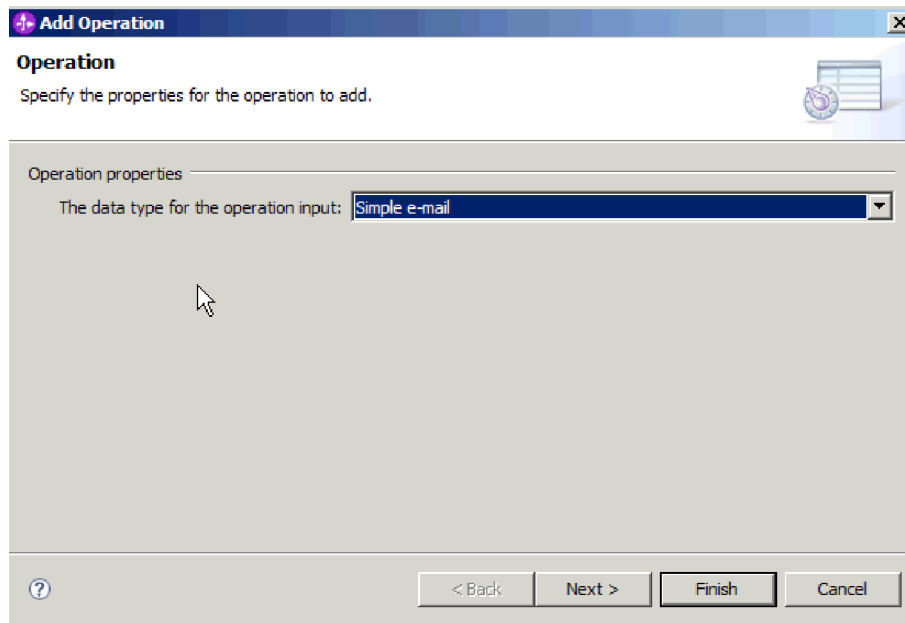 Add Operation
Operation
Specify the properties for the operation to add.
Operation properties
The data type for the operation input: Simple e-mail
? < Back Next > Finish Cancel